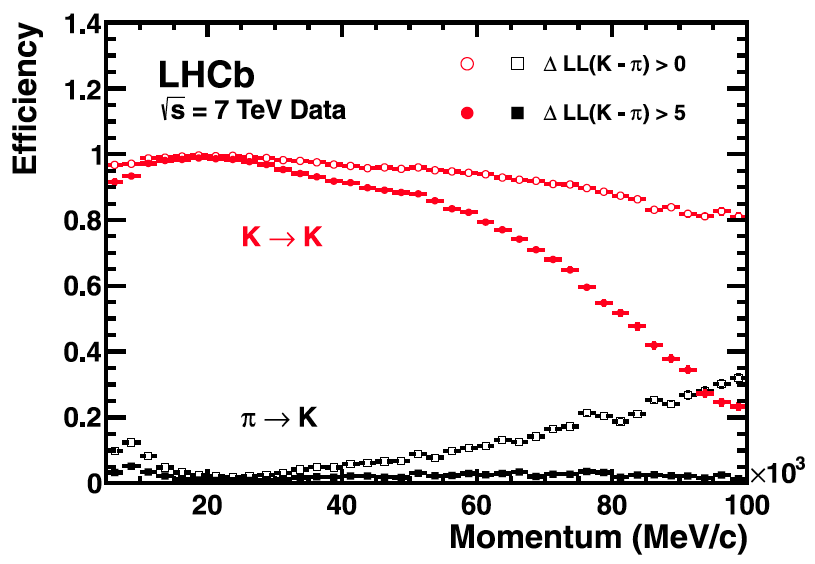 1.4
1.2
1
0.8
0.6
0.4
0.2
0
Efficiency
LHCb
√s = 7 TeV Data
Δ LL(K - π) > 0
Δ LL(K - π) > 5
K → K
π → K
20 40 60 80 100
×10³
Momentum (MeV/c)